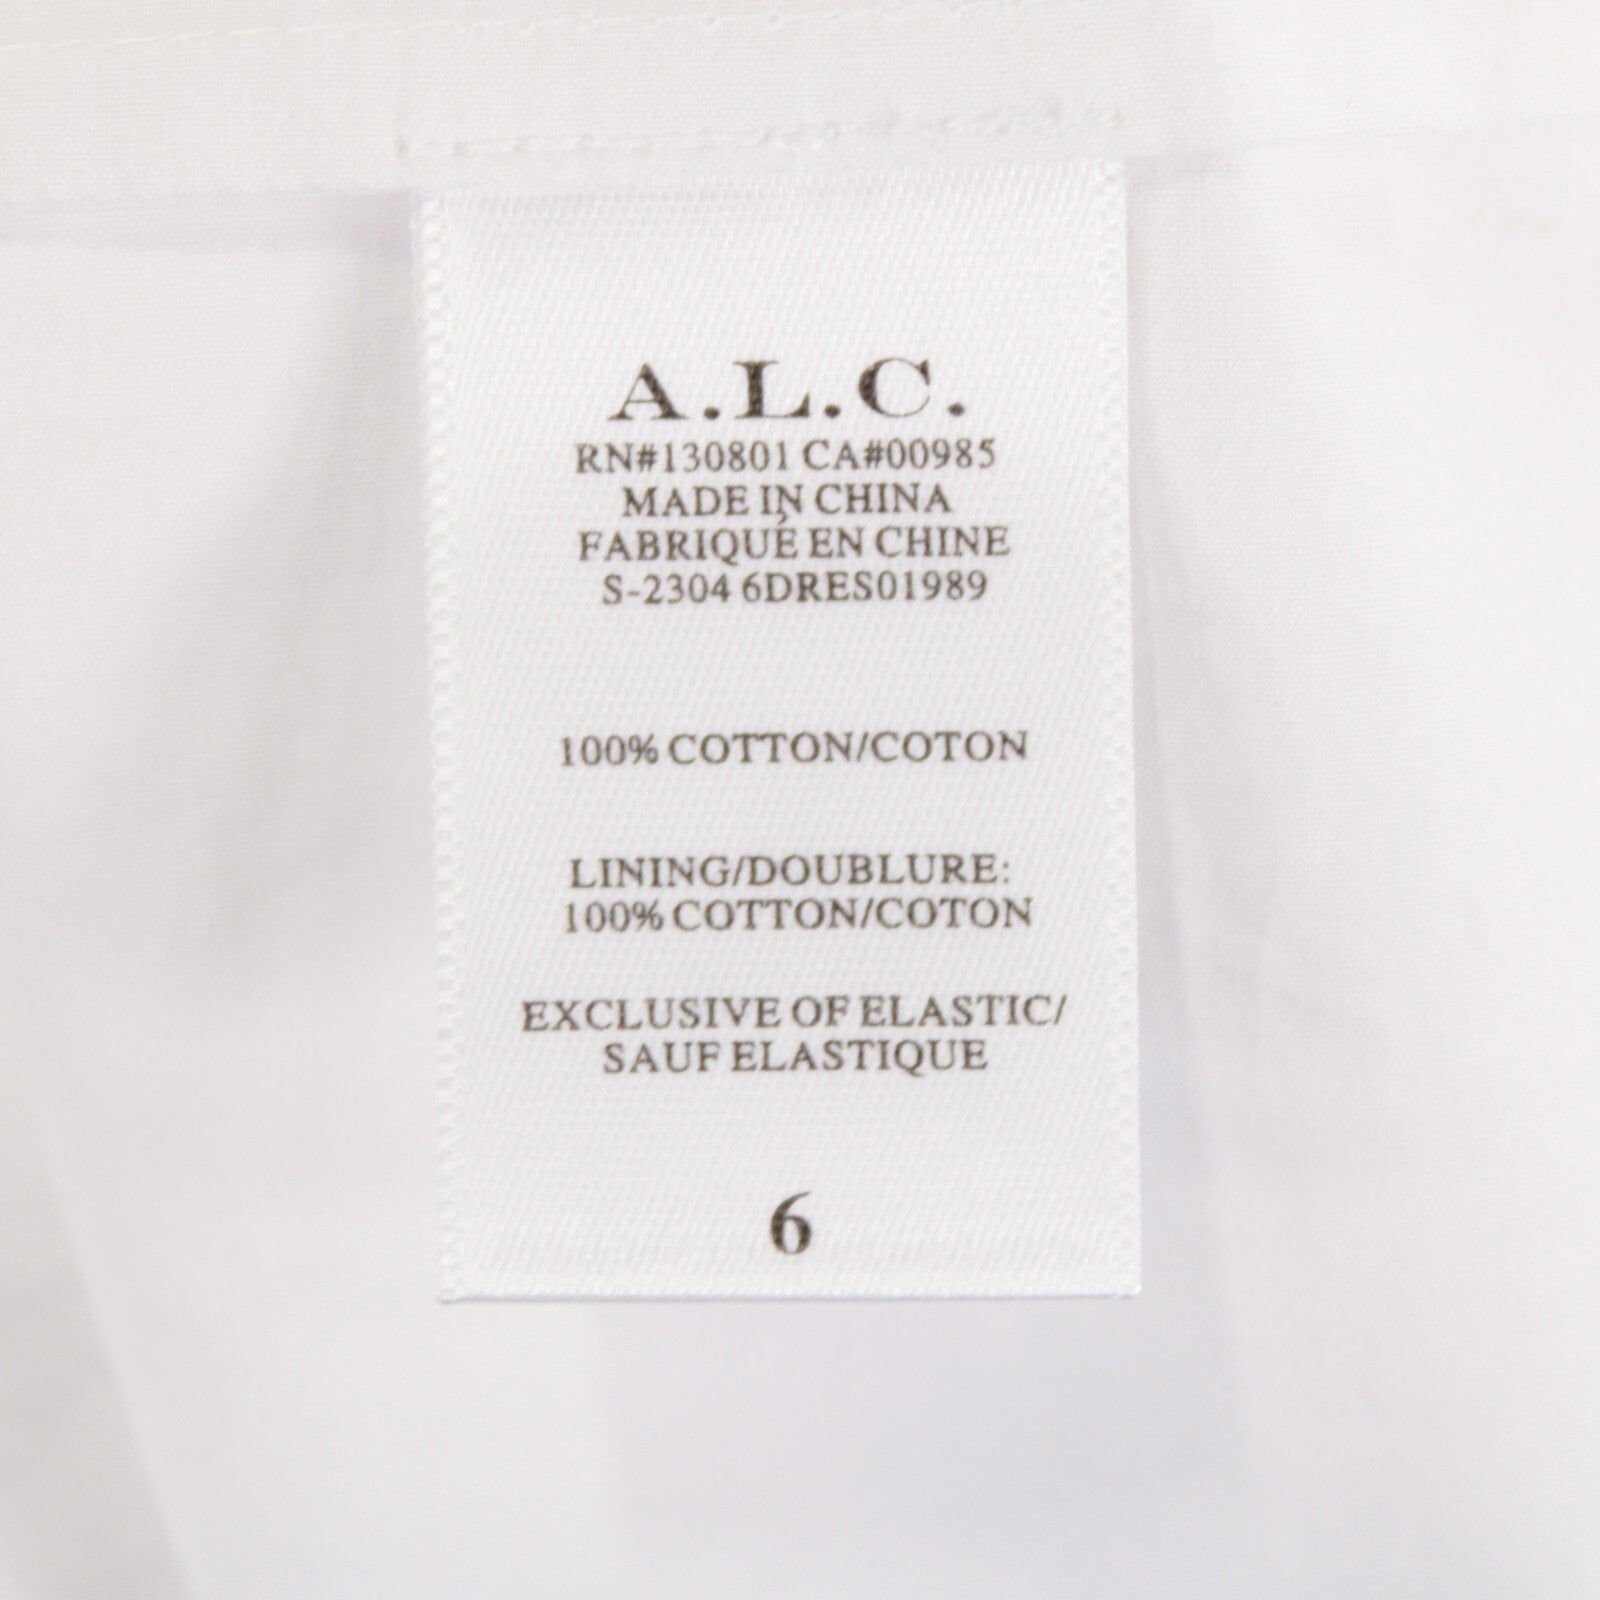 A.L.C.
RN#130801 CA#00985
MADE IN CHINA
FABRIQUÉ EN CHINE
S-2304 6DRES01989
100% COTTON/COTON
LINING/DOUBLURE:
100% COTTON/COTON
EXCLUSIVE OF ELASTIC/
SAUF ELASTIQUE
6